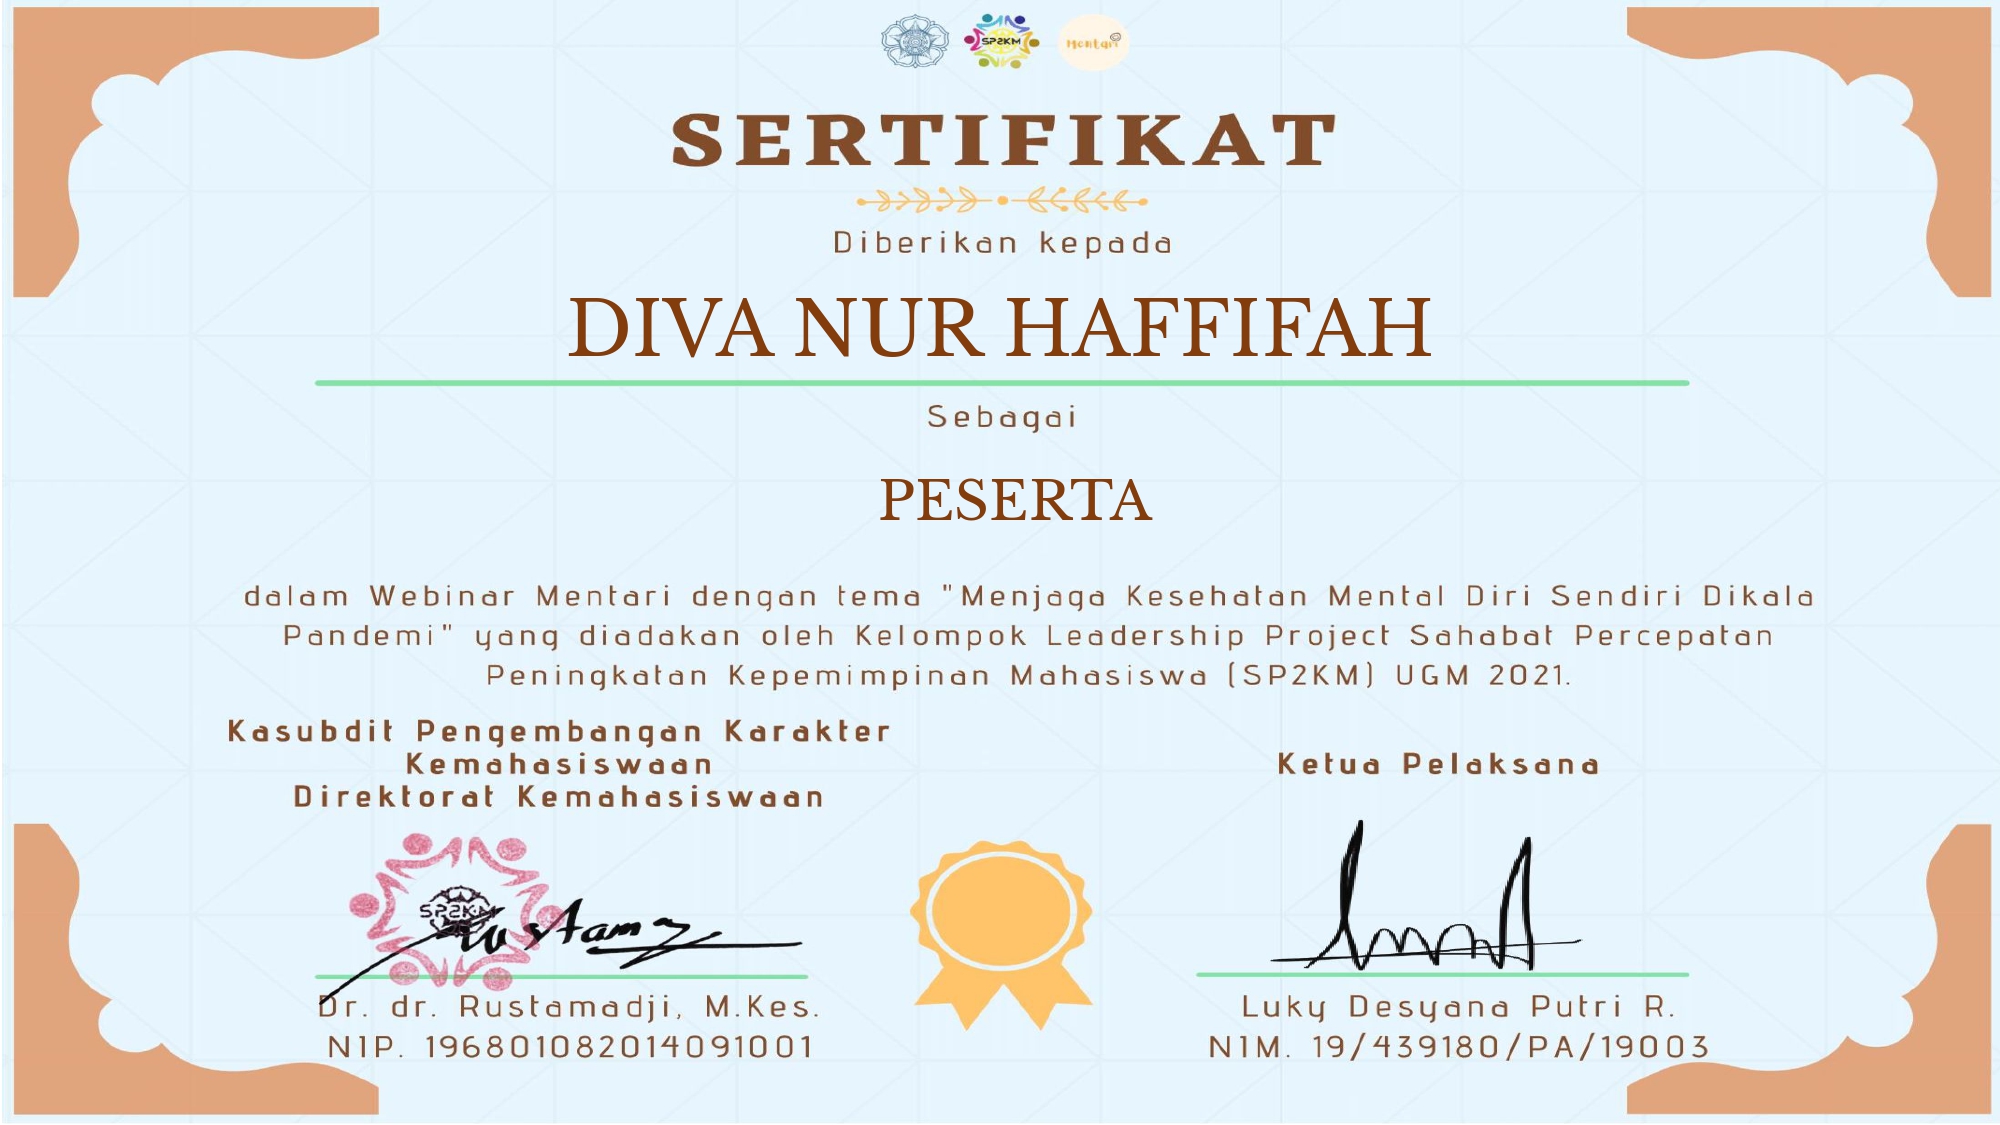 SP2KM
Mentari
SERTIFIKAT
Diberikan kepada
DIVA NUR HAFFIFAH
Sebagai
PESERTA
dalam Webinar Mentari dengan tema "Menjaga Kesehatan Mental Diri Sendiri Dikala
Pandemi" yang diadakan oleh Kelompok Leadership Project Sahabat Percepatan
Peningkatan Kepemimpinan Mahasiswa (SP2KM) UGM 2021.
Kasubdit Pengembangan Karakter
Kemahasiswaan
Direktorat Kemahasiswaan
Ketua Pelaksana
SP2KM
Dr. dr. Rustamadji, M.Kes.
NIP. 196801082014091001
Luky Desyana Putri R.
NIM. 19/439180/PA/19003